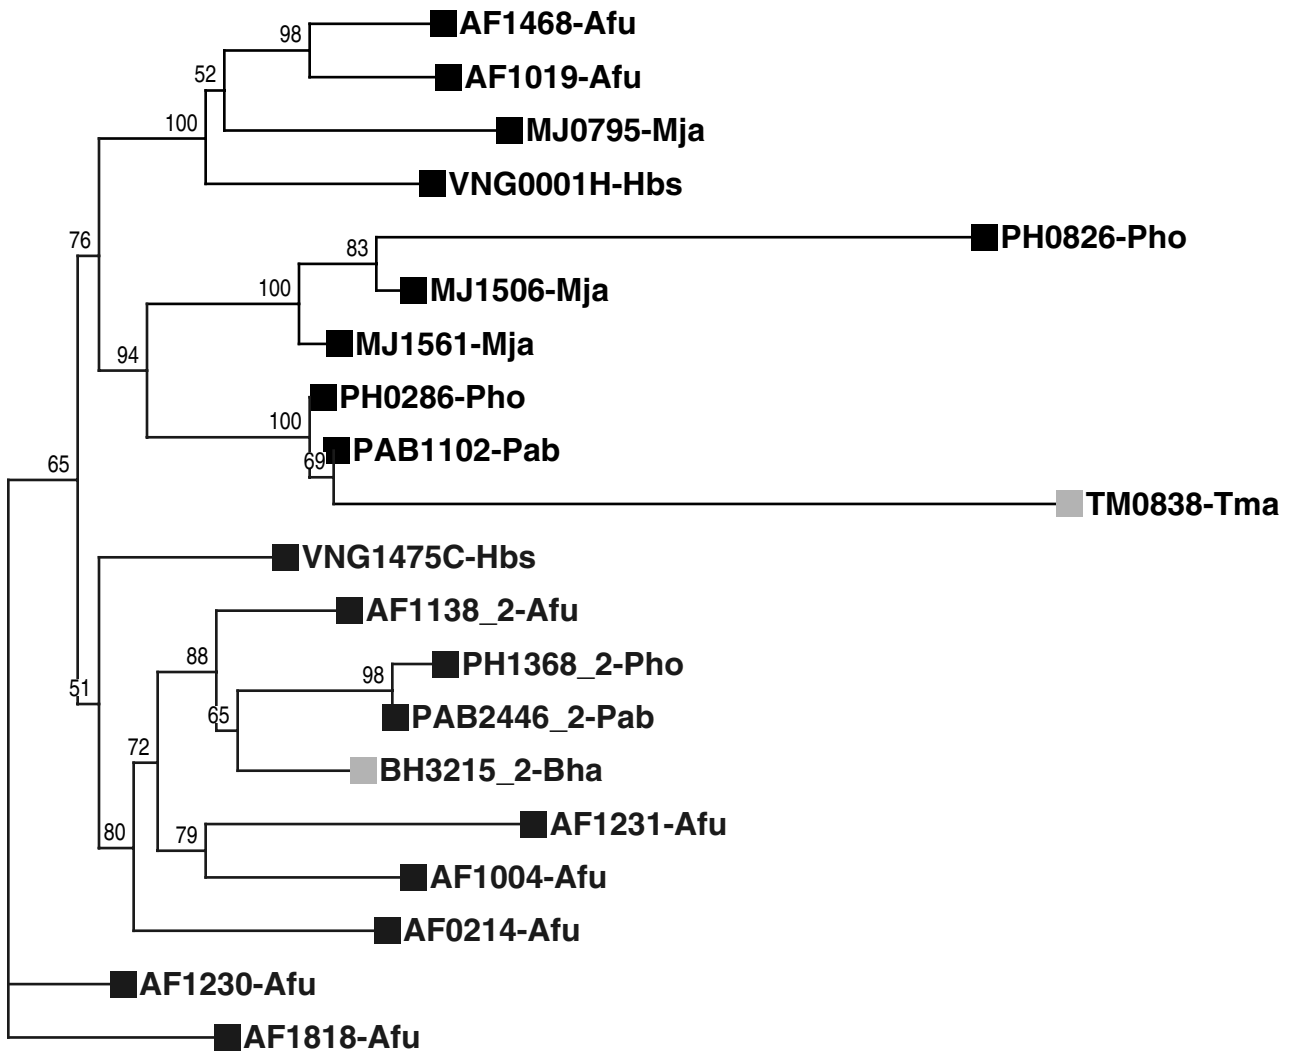 98
AF1468-Afu
52
AF1019-Afu
100
MJ0795-Mja
VNG0001H-Hbs
76
83
PH0826-Pho
100
MJ1506-Mja
94
MJ1561-Mja
PH0286-Pho
100
PAB1102-Pab
69
65
TM0838-Tma
VNG1475C-Hbs
AF1138_2-Afu
88
98
PH1368_2-Pho
51
65
PAB2446_2-Pab
72
BH3215_2-Bha
80
79
AF1231-Afu
AF1004-Afu
AF0214-Afu
AF1230-Afu
AF1818-Afu